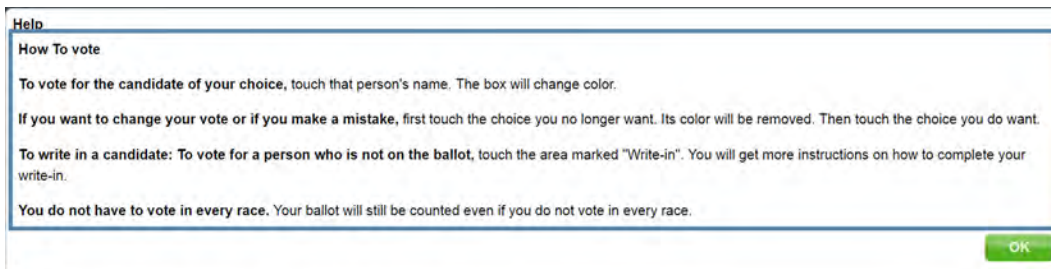 Help
How To vote
To vote for the candidate of your choice, touch that person's name. The box will change color.
If you want to change your vote or if you make a mistake, first touch the choice you no longer want. Its color will be removed. Then touch the choice you do want.
To write in a candidate: To vote for a person who is not on the ballot, touch the area marked "Write-in". You will get more instructions on how to complete your
write-in.
You do not have to vote in every race. Your ballot will still be counted even if you do not vote in every race.
OK